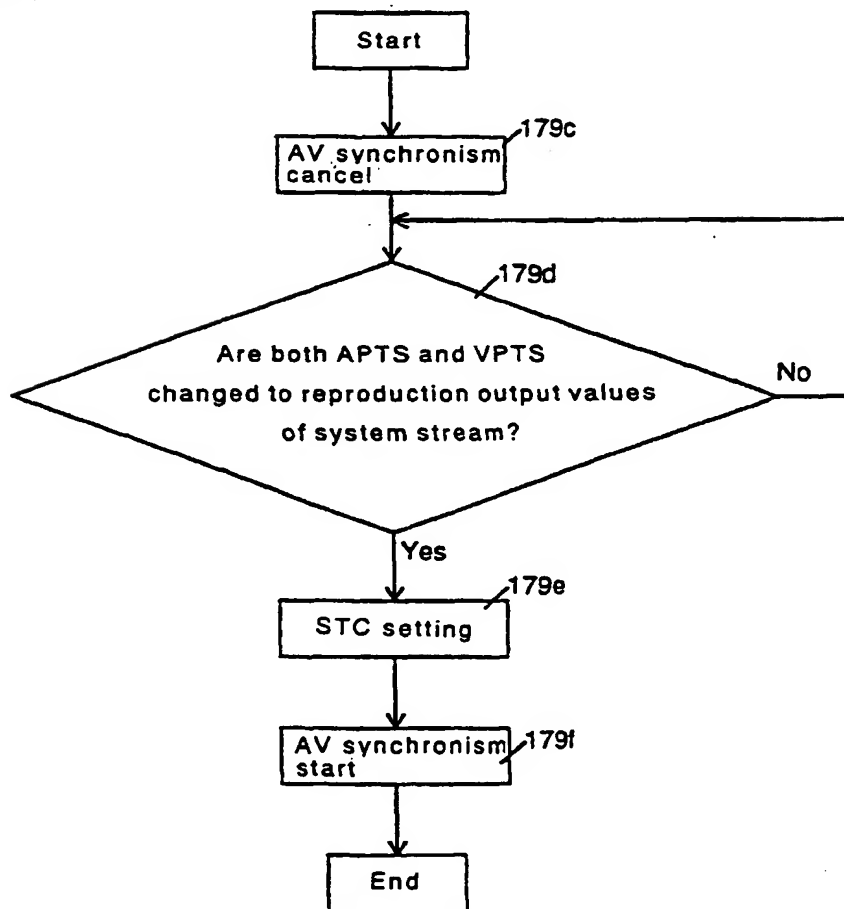 Start
179c
AV synchronism
cancel
179d
Are both APTS and VPTS
changed to reproduction output values
of system stream?
No
Yes
179e
STC setting
AV synchronism
start
179f
End